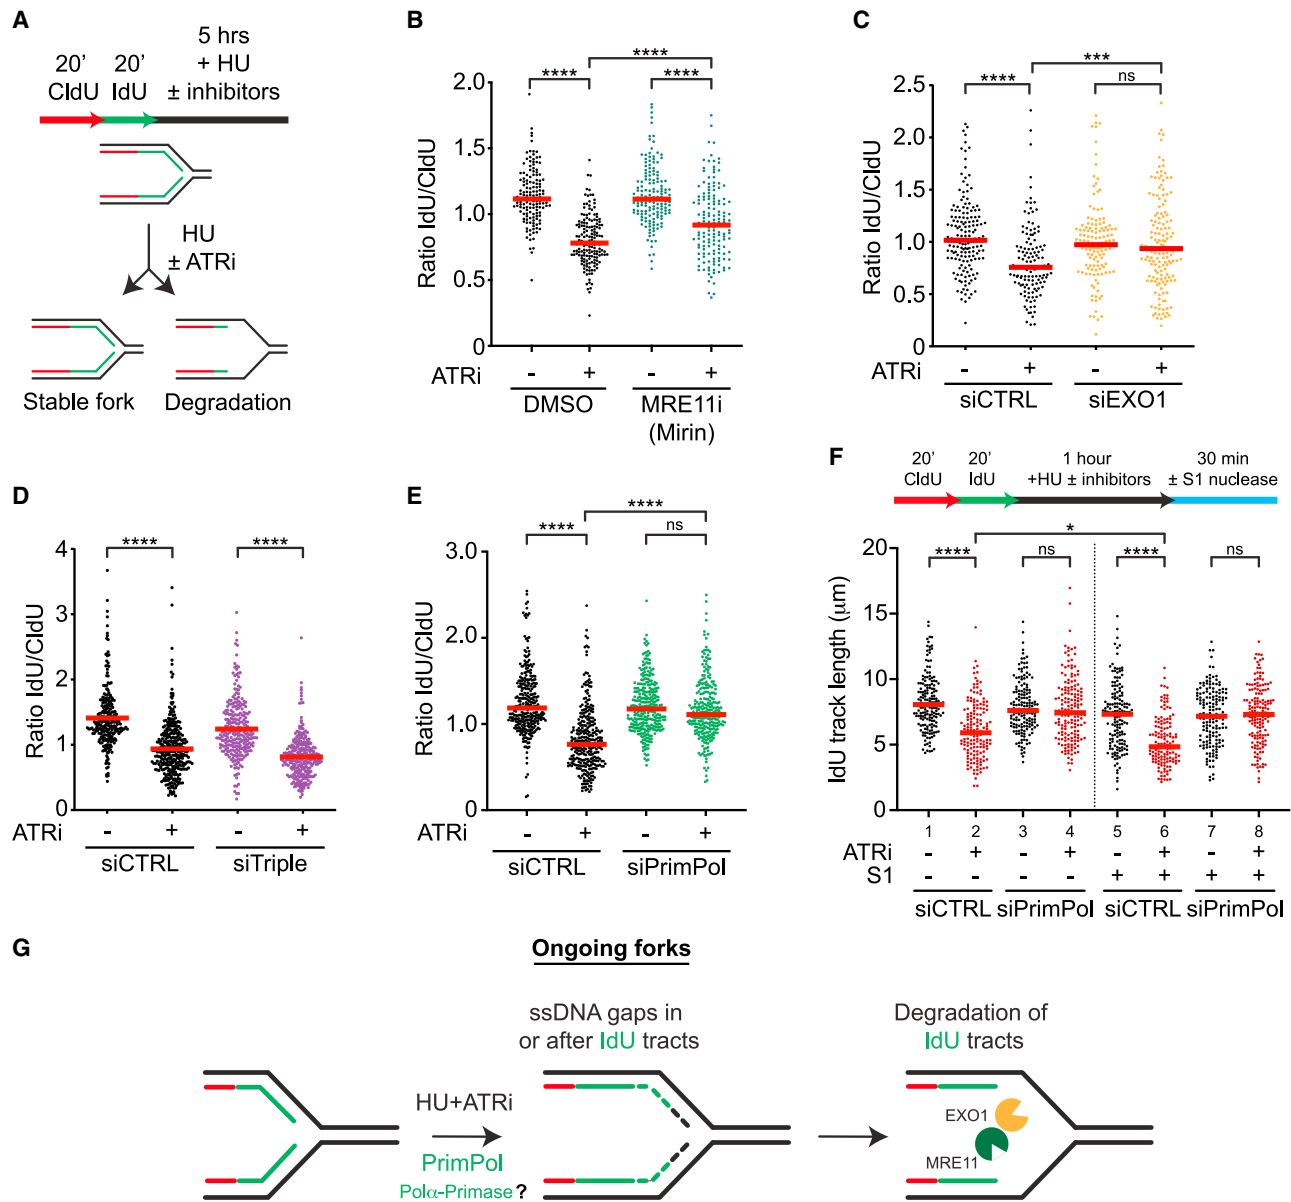 A
20' 20' 5 hrs
CldU IdU + HU
± inhibitors
HU
± ATRi
Stable fork Degradation
B
Ratio IdU/CldU
2.0
1.5
1.0
0.5
0
**** **** ****
ATRi - + - +
DMSO MRE11i
(Mirin)
C
Ratio IdU/CldU
2.5
2.0
1.5
1.0
0.5
0
***
**** ns
ATRi - + - +
siCTRL siEXO1
D
Ratio IdU/CldU
4
3
2
1
0
**** ****
ATRi - + - +
siCTRL siTriple
E
Ratio IdU/CldU
3.0
2.0
1.0
0
****
**** ns
ATRi - + - +
siCTRL siPrimPol
F
20' 20' 1 hour 30 min
CldU IdU +HU ± inhibitors ± S1 nuclease
IdU track length (μm)
20
15
10
5
0
*
**** ns **** ns
1 2 3 4 5 6 7 8
ATRi - + - + - + - +
S1 - - - - + + + +
siCTRL siPrimPol siCTRL siPrimPol
G
Ongoing forks
HU+ATRi
PrimPol
Polα-Primase ?
ssDNA gaps in
or after IdU tracts
Degradation of
IdU tracts
EXO1
MRE11